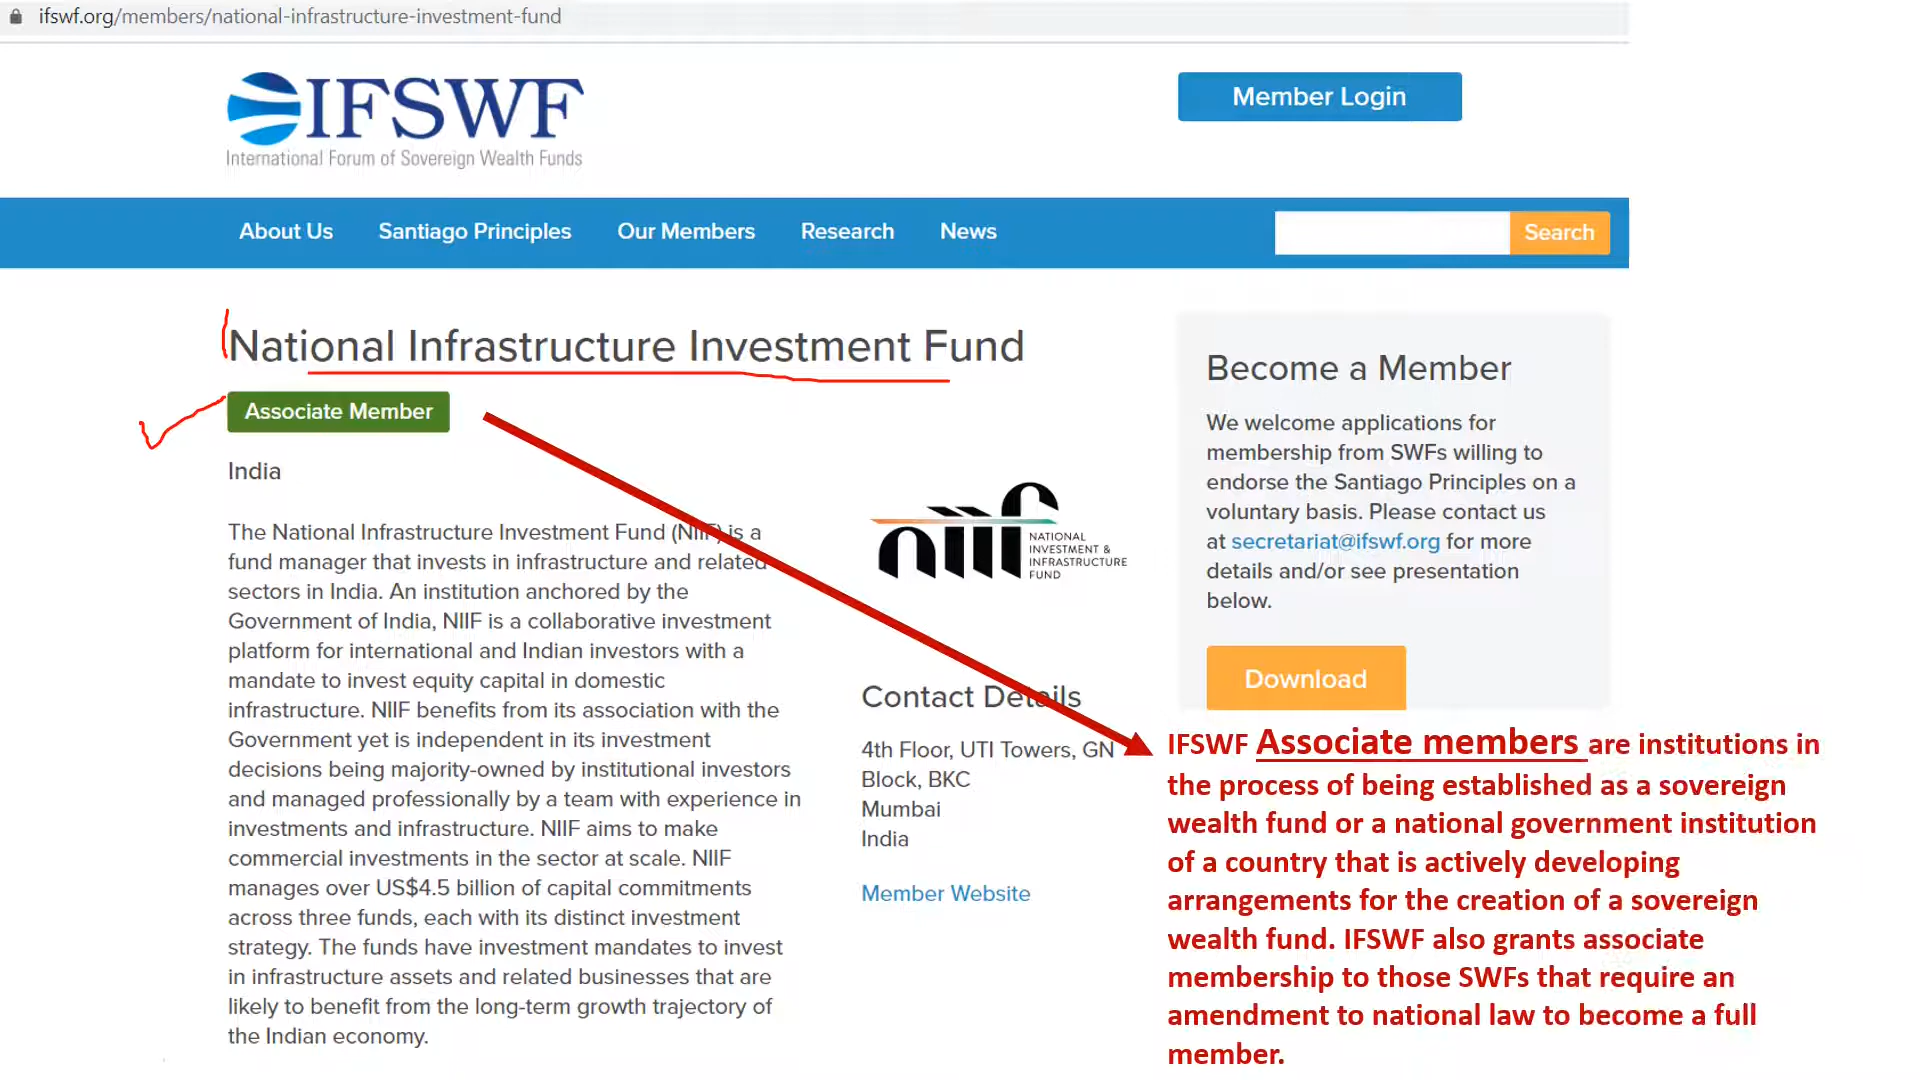 ifswf.org/members/national-infrastructure-investment-fund
IFSWF
International Forum of Sovereign Wealth Funds
Member Login
About Us
Santiago Principles
Our Members
Research
News
Search
National Infrastructure Investment Fund
Associate Member
India
The National Infrastructure Investment Fund (NIIF) is a
fund manager that invests in infrastructure and related
sectors in India. An institution anchored by the
Government of India, NIIF is a collaborative investment
platform for international and Indian investors with a
mandate to invest equity capital in domestic
infrastructure. NIIF benefits from its association with the
Government yet is independent in its investment
decisions being majority-owned by institutional investors
and managed professionally by a team with experience in
investments and infrastructure. NIIF aims to make
commercial investments in the sector at scale. NIIF
manages over US$4.5 billion of capital commitments
across three funds, each with its distinct investment
strategy. The funds have investment mandates to invest
in infrastructure assets and related businesses that are
likely to benefit from the long-term growth trajectory of
the Indian economy.
niif
NATIONAL
INVESTMENT &
INFRASTRUCTURE
FUND
Contact Details
4th Floor, UTI Towers, GN
Block, BKC
Mumbai
India
Member Website
Become a Member
We welcome applications for
membership from SWFs willing to
endorse the Santiago Principles on a
voluntary basis. Please contact us
at secretariat@ifswf.org for more
details and/or see presentation
below.
Download
IFSWF Associate members are institutions in
the process of being established as a sovereign
wealth fund or a national government institution
of a country that is actively developing
arrangements for the creation of a sovereign
wealth fund. IFSWF also grants associate
membership to those SWFs that require an
amendment to national law to become a full
member.